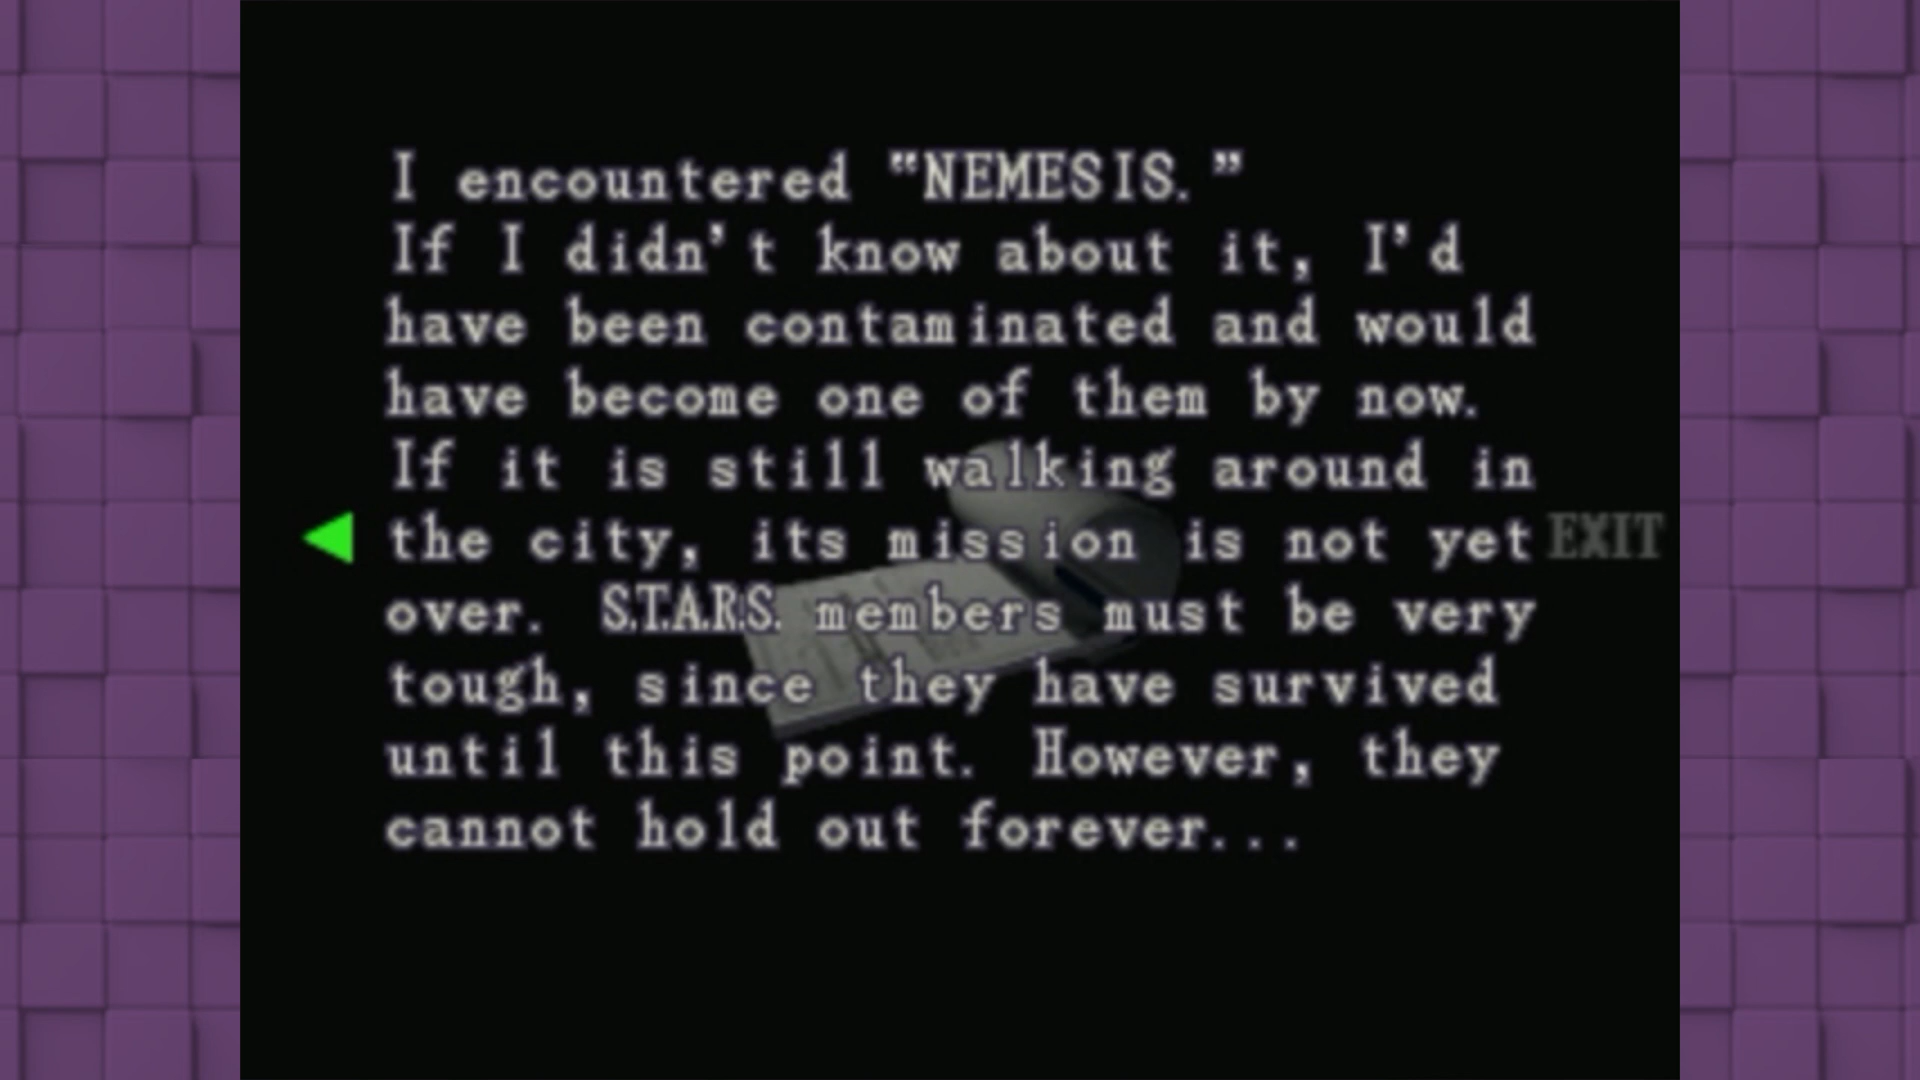 I encountered “NEMESIS.”
If I didn’t know about it, I’d
have been contaminated and would
have become one of them by now.
If it is still walking around in
the city, its mission is not yet
EXIT
over. S.T.A.R.S. members must be very
tough, since they have survived
until this point. However, they
cannot hold out forever...